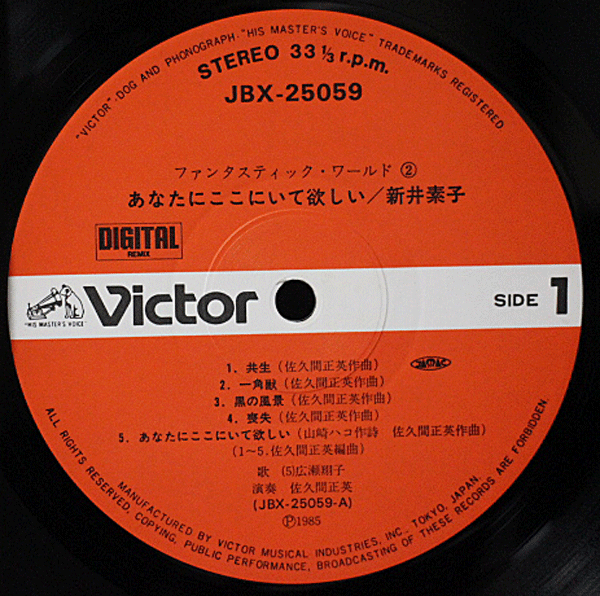 "VICTOR"·DOG AND PHONOGRAPH·"HIS MASTER'S VOICE" TRADEMARKS REGISTERED.
STEREO 33 1/3 r.p.m.
JBX-25059
ファンタスティック・ワールド ②
あなたにここにいて欲しい／新井素子
DIGITAL
REMIX
"HIS MASTER'S VOICE"
Victor
SIDE 1
1. 共生 (佐久間正英作曲)
JASRAC
2. 一角獣 (佐久間正英作曲)
3. 黒の風景 (佐久間正英作曲)
4. 喪失 (佐久間正英作曲)
5. あなたにここにいて欲しい (山崎ハコ作詩 佐久間正英作曲)
(1～5. 佐久間正英編曲)
歌 (5)広瀬翔子
演奏 佐久間正英
(JBX-25059-A)
Ⓟ1985
MANUFACTURED BY VICTOR MUSICAL INDUSTRIES, INC., TOKYO, JAPAN.
ALL RIGHTS RESERVED, COPYING, PUBLIC PERFORMANCE, BROADCASTING OF THESE RECORDS ARE FORBIDDEN.